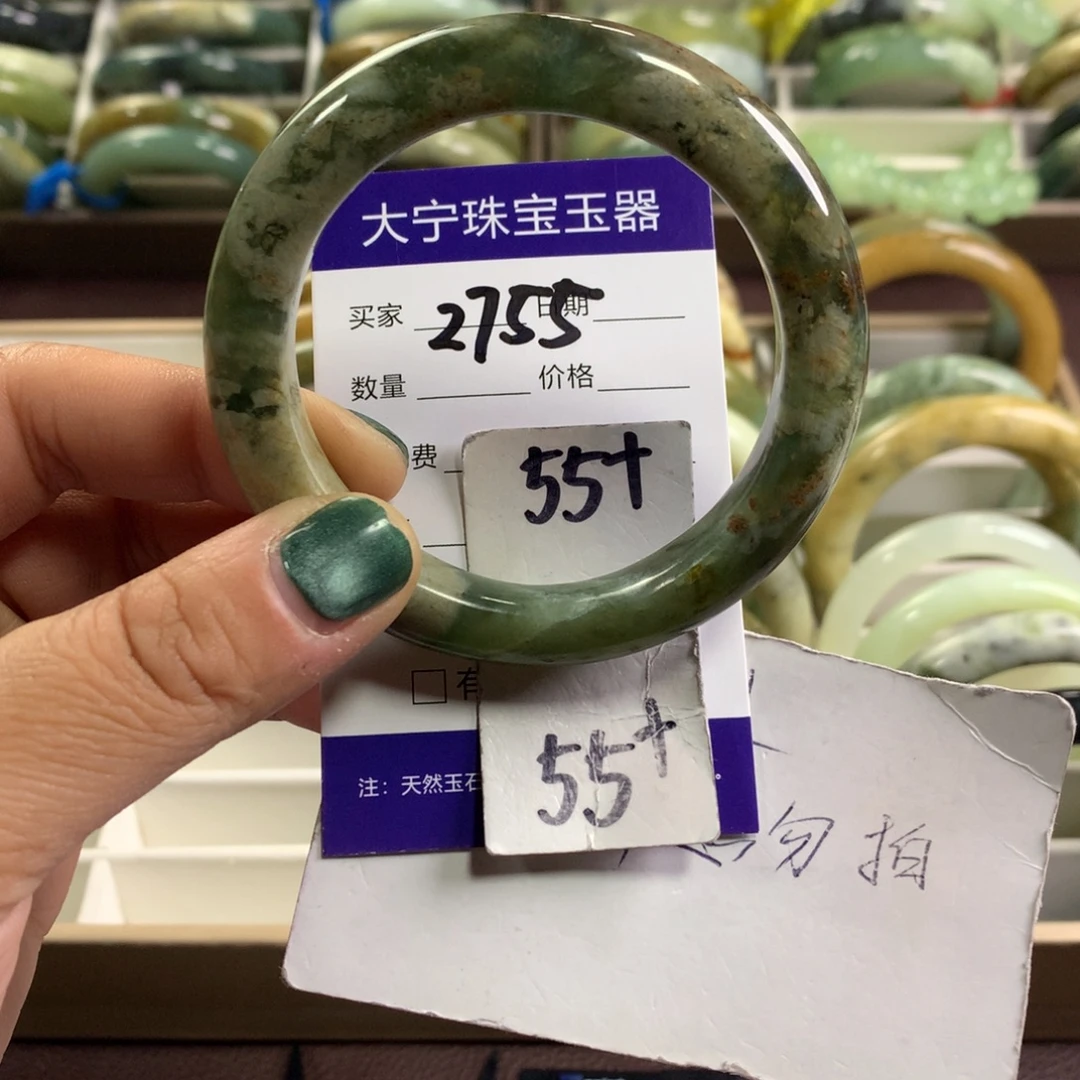 大宁珠宝玉器
买家 2755 日期
数量 价格
费
55+
有
55+
注：天然玉石
勿拍